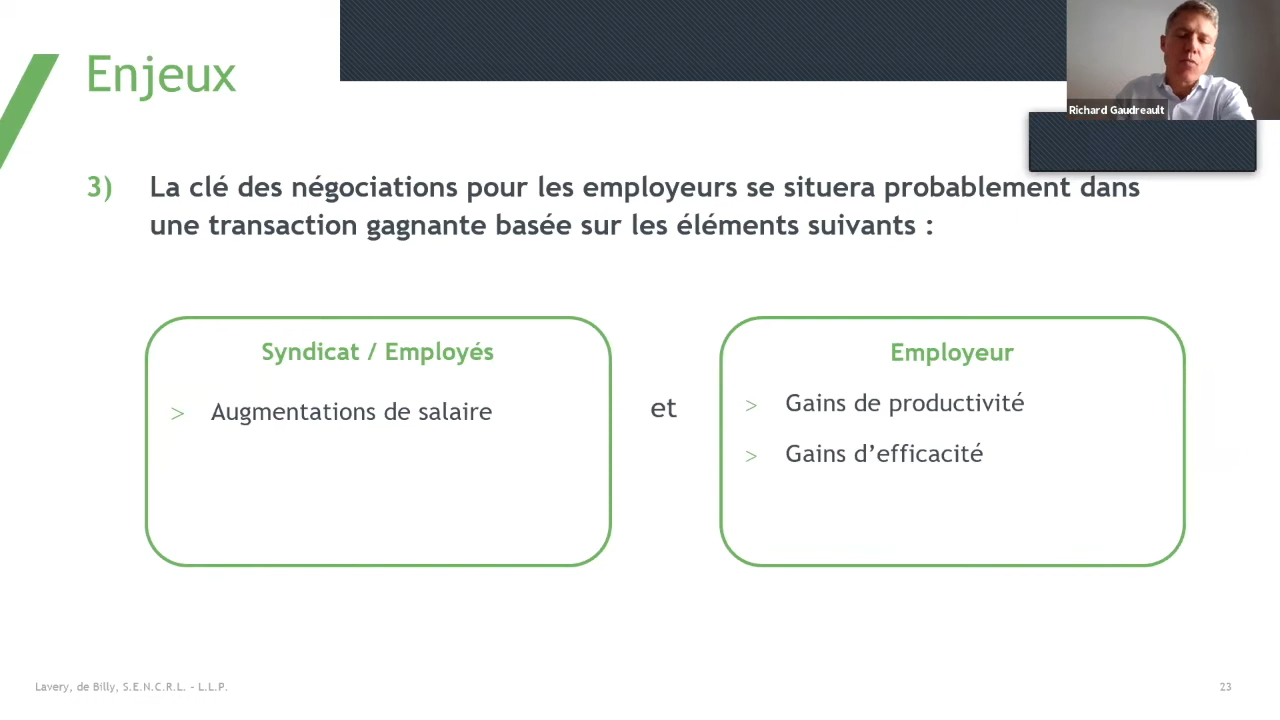 Enjeux
Richard Gaudreault
3) La clé des négociations pour les employeurs se situera probablement dans
une transaction gagnante basée sur les éléments suivants :
Syndicat / Employés
> Augmentations de salaire
et
Employeur
> Gains de productivité
> Gains d’efficacité
Lavery, de Billy, S.E.N.C.R.L. - L.L.P.
23